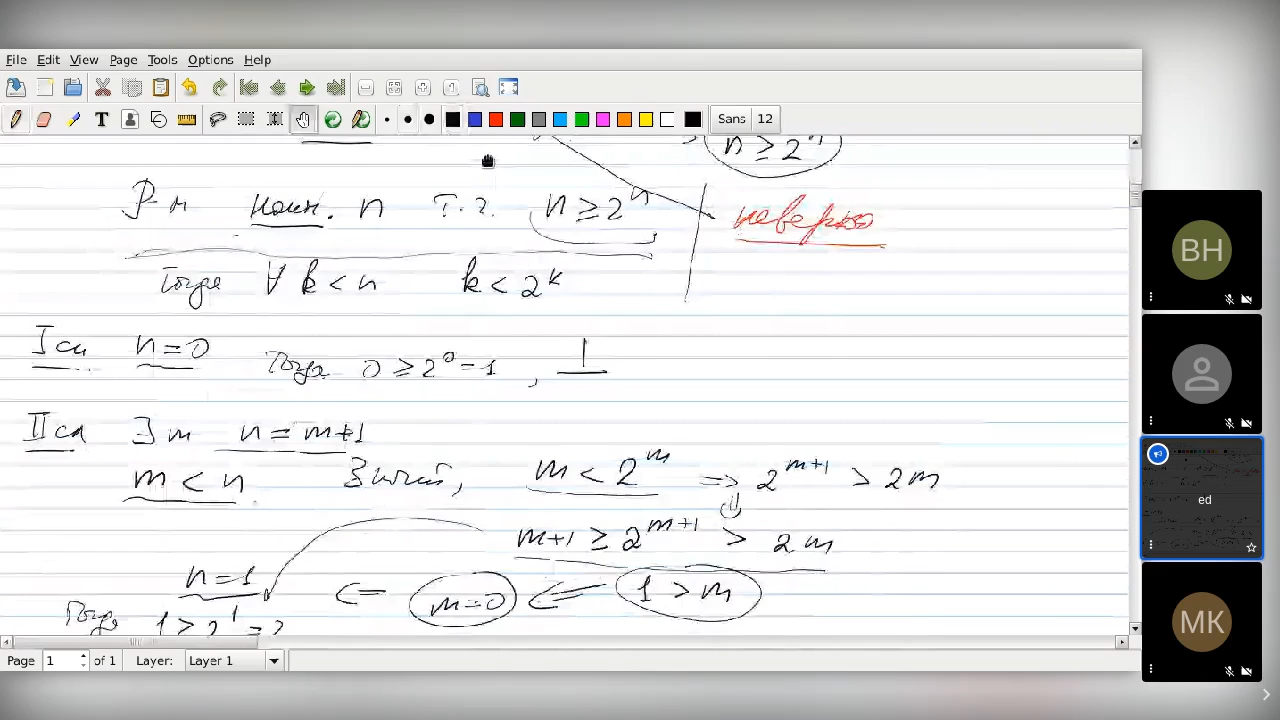 File Edit View Page Tools Options Help
Sans 12
n ≥ 2ⁿ
Р-м наим. n т.ч. n ≥ 2ⁿ
неверно
Тогда ∀ k < n k < 2ᵏ
I сл n = 0 Тогда 0 ≥ 2⁰ = 1, ⊥
II сл ∃ m n = m+1
m < n Значит, m < 2ᵐ ⇒ 2ᵐ⁺¹ > 2m
m+1 ≥ 2ᵐ⁺¹ > 2m
n = 1 ⇐ m=0 ⇐ 1 > m
Тогда 1 ≥ 2¹ = 2
Page 1 of 1 Layer: Layer 1
BH
ed
MK